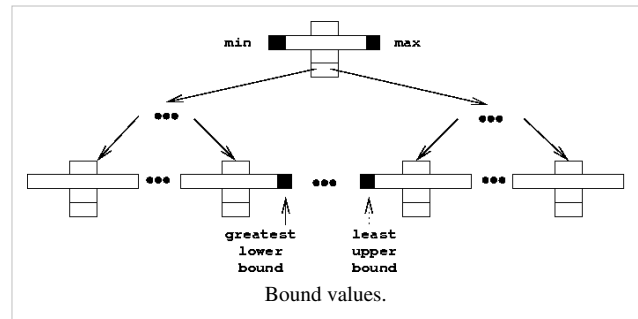 min max
greatest
lower
bound
least
upper
bound
Bound values.